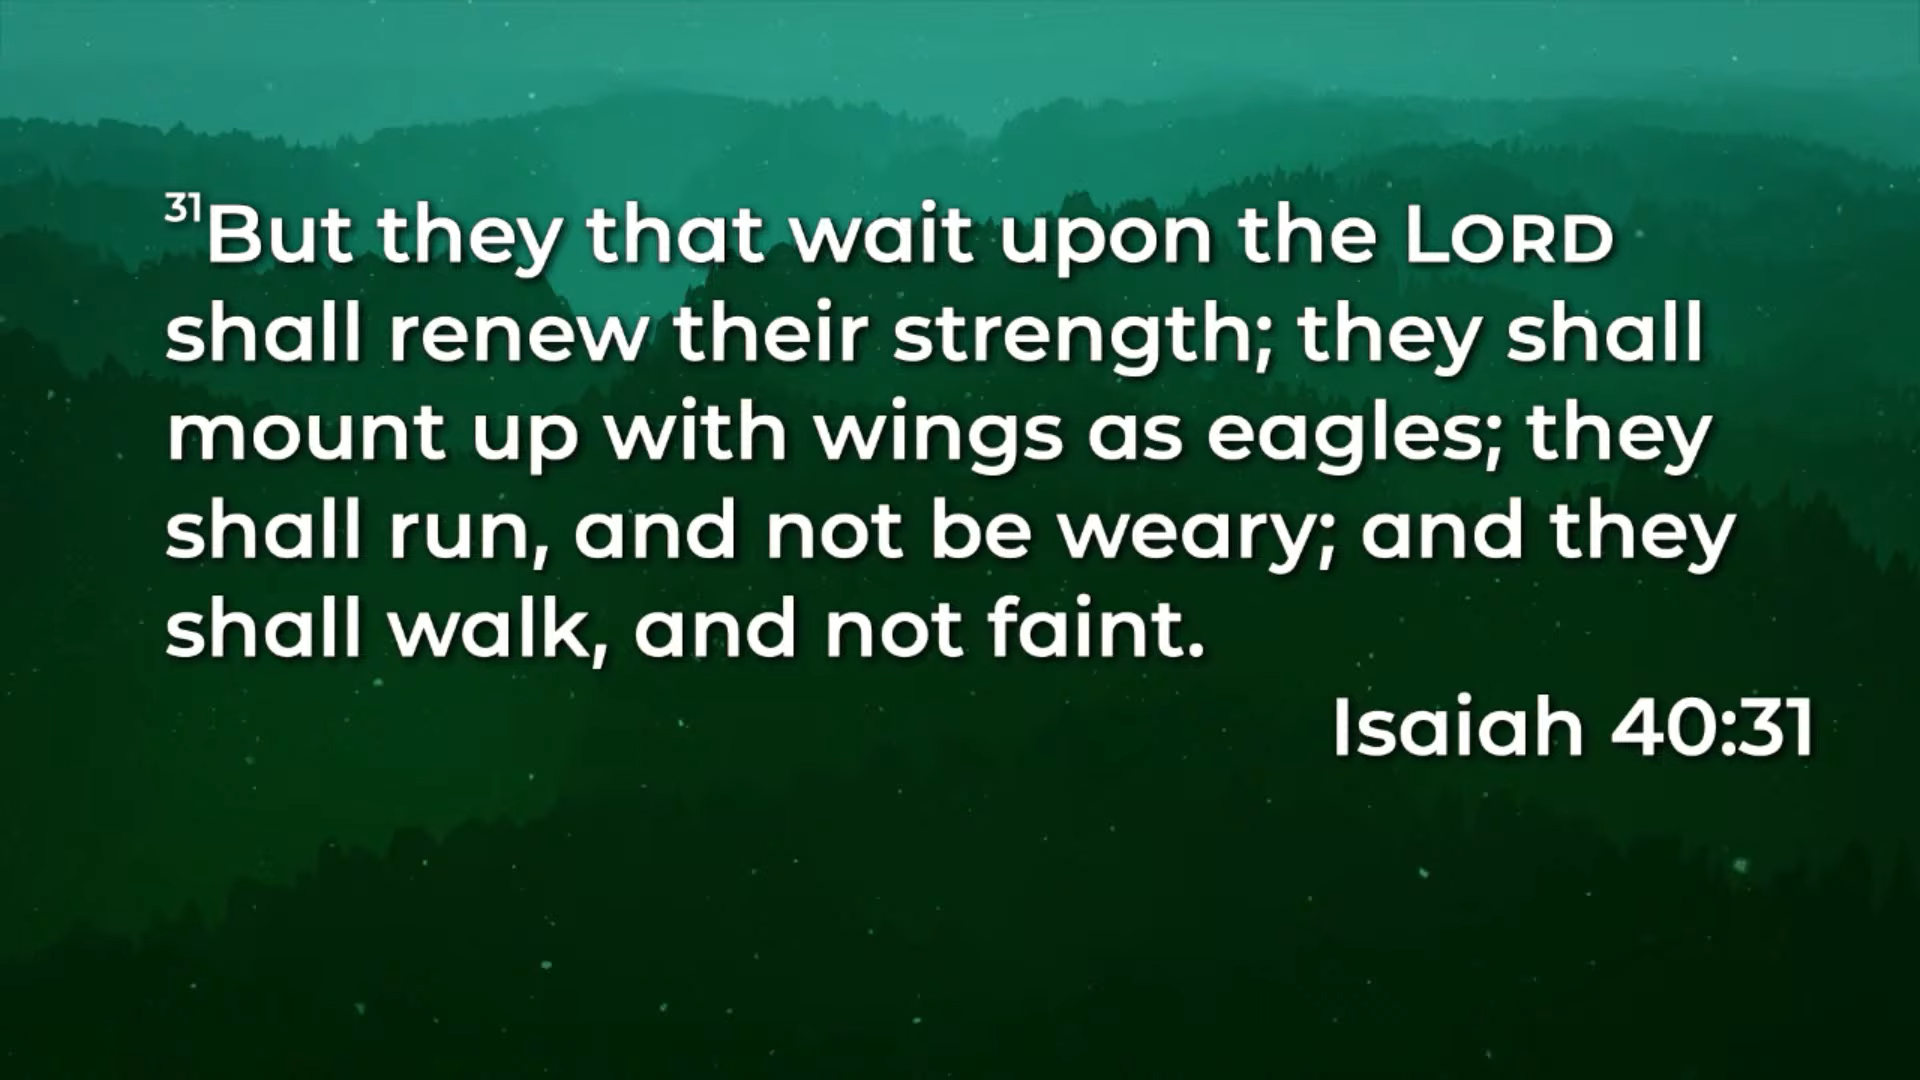 31But they that wait upon the LORD
shall renew their strength; they shall
mount up with wings as eagles; they
shall run, and not be weary; and they
shall walk, and not faint.
Isaiah 40:31